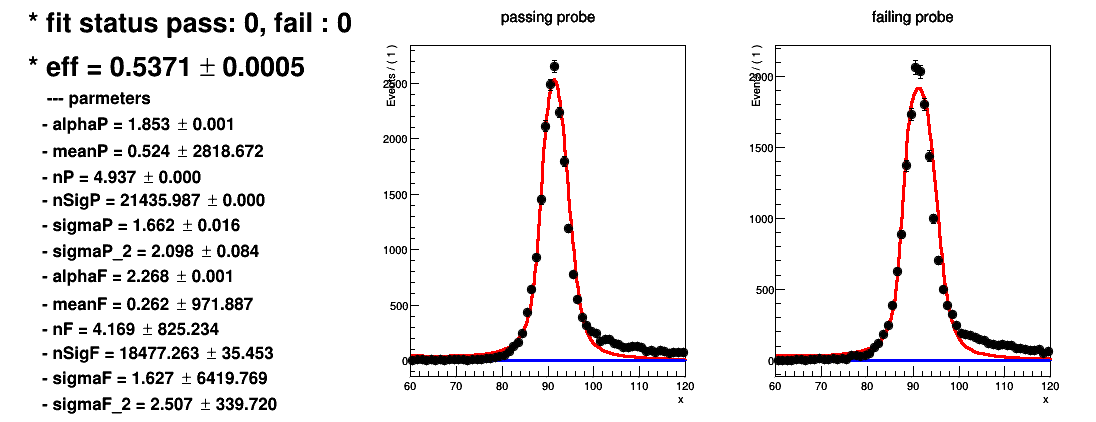 * fit status pass: 0, fail : 0
* eff = 0.5371 ± 0.0005
--- parmeters
- alphaP = 1.853 ± 0.001
- meanP = 0.524 ± 2818.672
- nP = 4.937 ± 0.000
- nSigP = 21435.987 ± 0.000
- sigmaP = 1.662 ± 0.016
- sigmaP_2 = 2.098 ± 0.084
- alphaF = 2.268 ± 0.001
- meanF = 0.262 ± 971.887
- nF = 4.169 ± 825.234
- nSigF = 18477.263 ± 35.453
- sigmaF = 1.627 ± 6419.769
- sigmaF_2 = 2.507 ± 339.720
passing probe
Events / ( 1 )
2500
2000
1500
1000
500
0
60 70 80 90 100 110 120
x
failing probe
Events / ( 1 )
2000
1500
1000
500
0
60 70 80 90 100 110 120
x